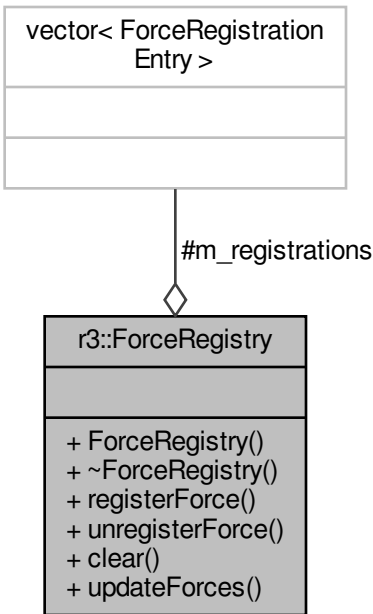 vector< ForceRegistration
Entry >
#m_registrations
r3::ForceRegistry
+ ForceRegistry()
+ ~ForceRegistry()
+ registerForce()
+ unregisterForce()
+ clear()
+ updateForces()